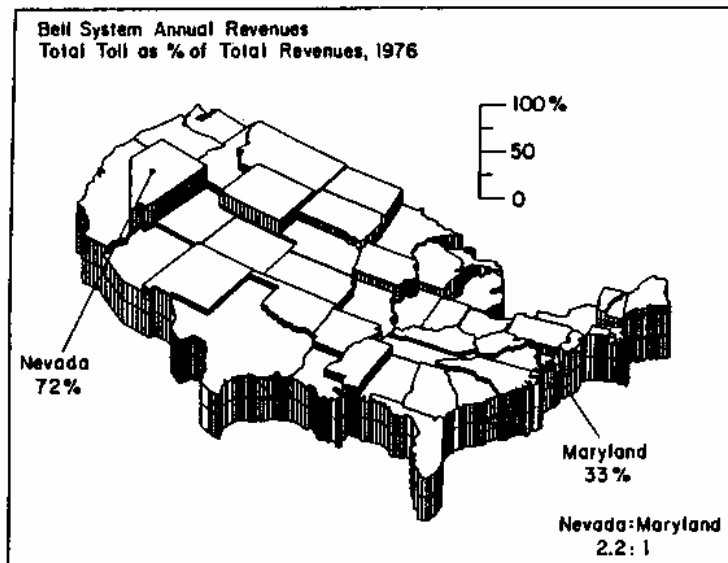 Bell System Annual Revenues
Total Toll as % of Total Revenues, 1976
100%
50
0
Nevada
72%
Maryland
33%
Nevada:Maryland
2.2:1